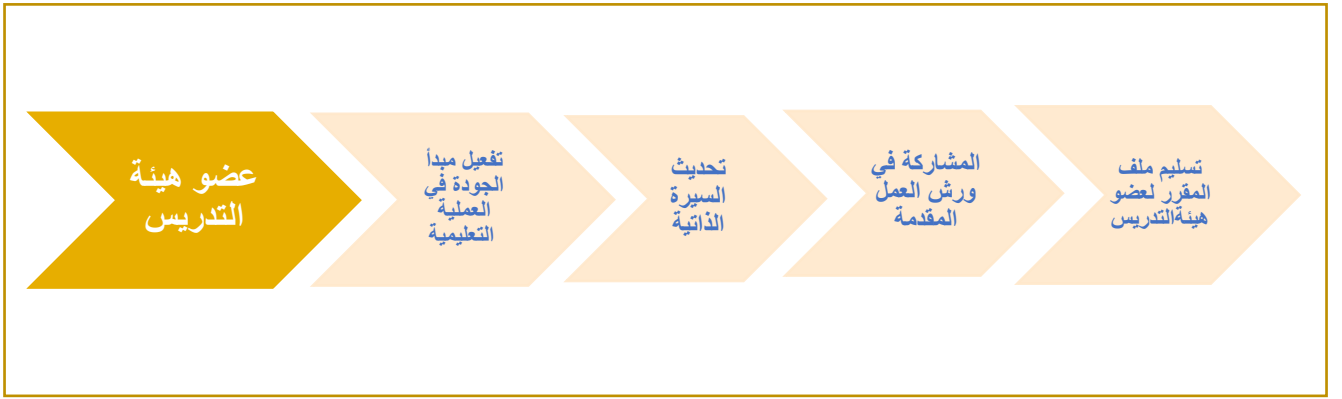 عضو هيئة
التدريس
تفعيل مبدأ
الجودة في
العملية
التعليمية
تحديث
السيرة
الذاتية
المشاركة في
ورش العمل
المقدمة
تسليم ملف
المقرر لعضو
هيئةالتدريس